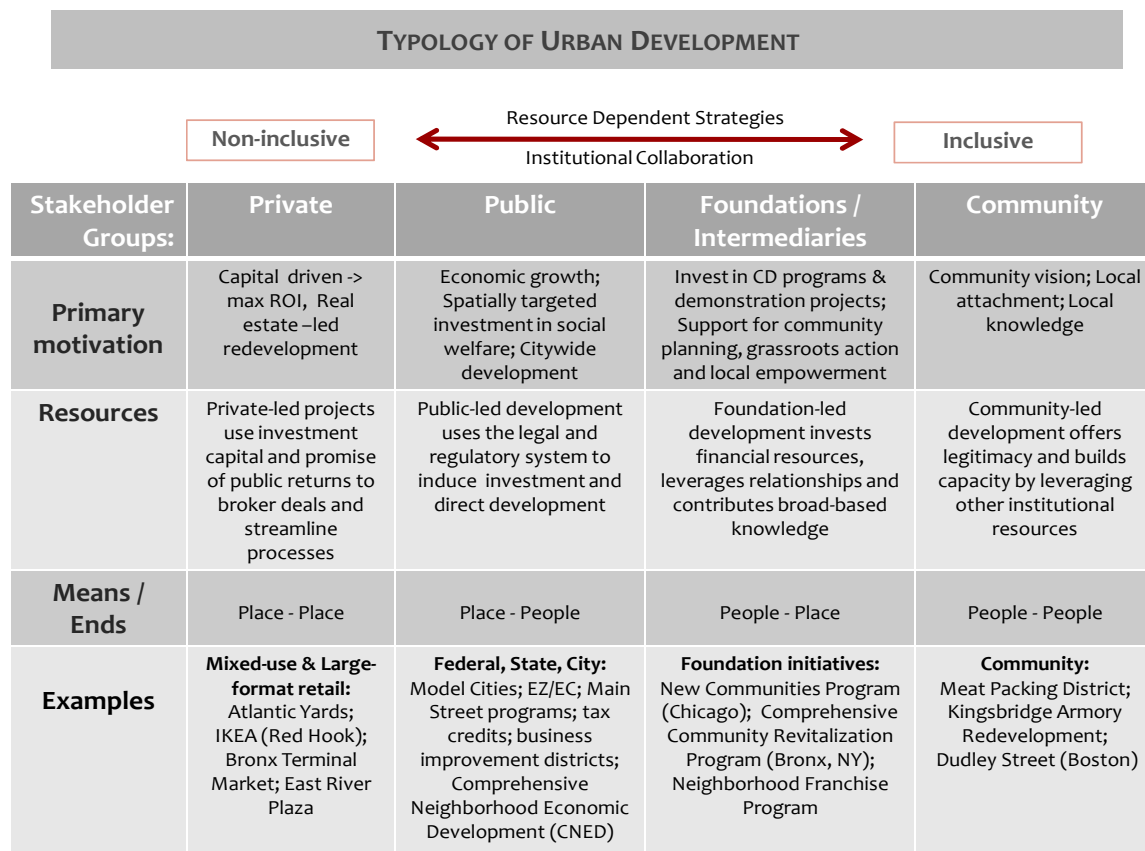 TYPOLOGY OF URBAN DEVELOPMENT
Non-inclusive
Resource Dependent Strategies
Institutional Collaboration
Inclusive
Stakeholder
Groups:
Private
Public
Foundations /
Intermediaries
Community
Primary
motivation
Capital driven ->
max ROI, Real
estate –led
redevelopment
Economic growth;
Spatially targeted
investment in social
welfare; Citywide
development
Invest in CD programs &
demonstration projects;
Support for community
planning, grassroots action
and local empowerment
Community vision; Local
attachment; Local
knowledge
Resources
Private-led projects
use investment
capital and promise
of public returns to
broker deals and
streamline
processes
Public-led development
uses the legal and
regulatory system to
induce investment and
direct development
Foundation-led
development invests
financial resources,
leverages relationships and
contributes broad-based
knowledge
Community-led
development offers
legitimacy and builds
capacity by leveraging
other institutional
resources
Means /
Ends
Place - Place
Place - People
People - Place
People - People
Examples
Mixed-use & Large-
format retail:
Atlantic Yards;
IKEA (Red Hook);
Bronx Terminal
Market; East River
Plaza
Federal, State, City:
Model Cities; EZ/EC; Main
Street programs; tax
credits; business
improvement districts;
Comprehensive
Neighborhood Economic
Development (CNED)
Foundation initiatives:
New Communities Program
(Chicago); Comprehensive
Community Revitalization
Program (Bronx, NY);
Neighborhood Franchise
Program
Community:
Meat Packing District;
Kingsbridge Armory
Redevelopment;
Dudley Street (Boston)